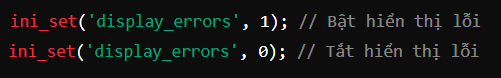 ini_set('display_errors', 1); // Bật hiển thị lỗi
ini_set('display_errors', 0); // Tắt hiển thị lỗi